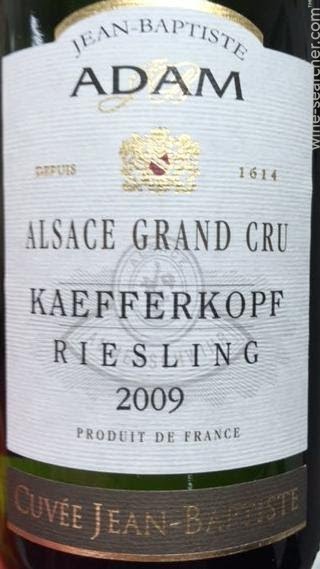 JEAN-BAPTISTE
ADAM
DEPUIS 1614
ALSACE GRAND CRU
KAEFFERKOPF
RIESLING
2009
PRODUIT DE FRANCE
CUVÉE JEAN-BAPTISTE
wine-searcher.com